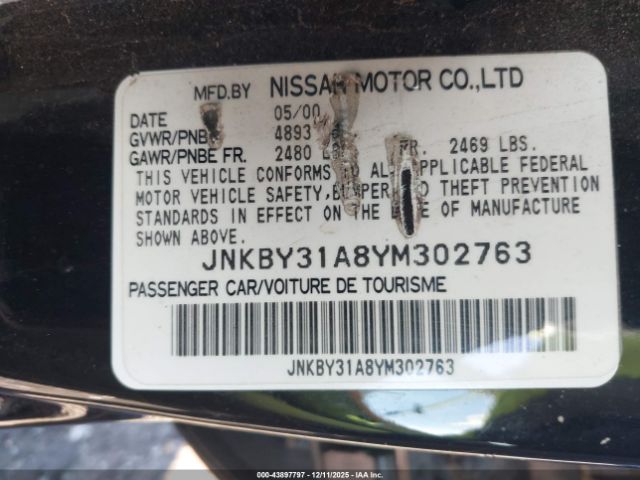 MFD.BY NISSAN MOTOR CO.,LTD
DATE 05/00
GVWR/PNBE 4893
GAWR/PNBE FR. 2480 RR. 2469 LBS.
THIS VEHICLE CONFORMS TO ALL APPLICABLE FEDERAL
MOTOR VEHICLE SAFETY, BUMPER AND THEFT PREVENTION
STANDARDS IN EFFECT ON THE DATE OF MANUFACTURE
SHOWN ABOVE.
JNKBY31A8YM302763
PASSENGER CAR/VOITURE DE TOURISME
JNKBY31A8YM302763
000-43897797 - 12/11/2025 - IAA Inc.